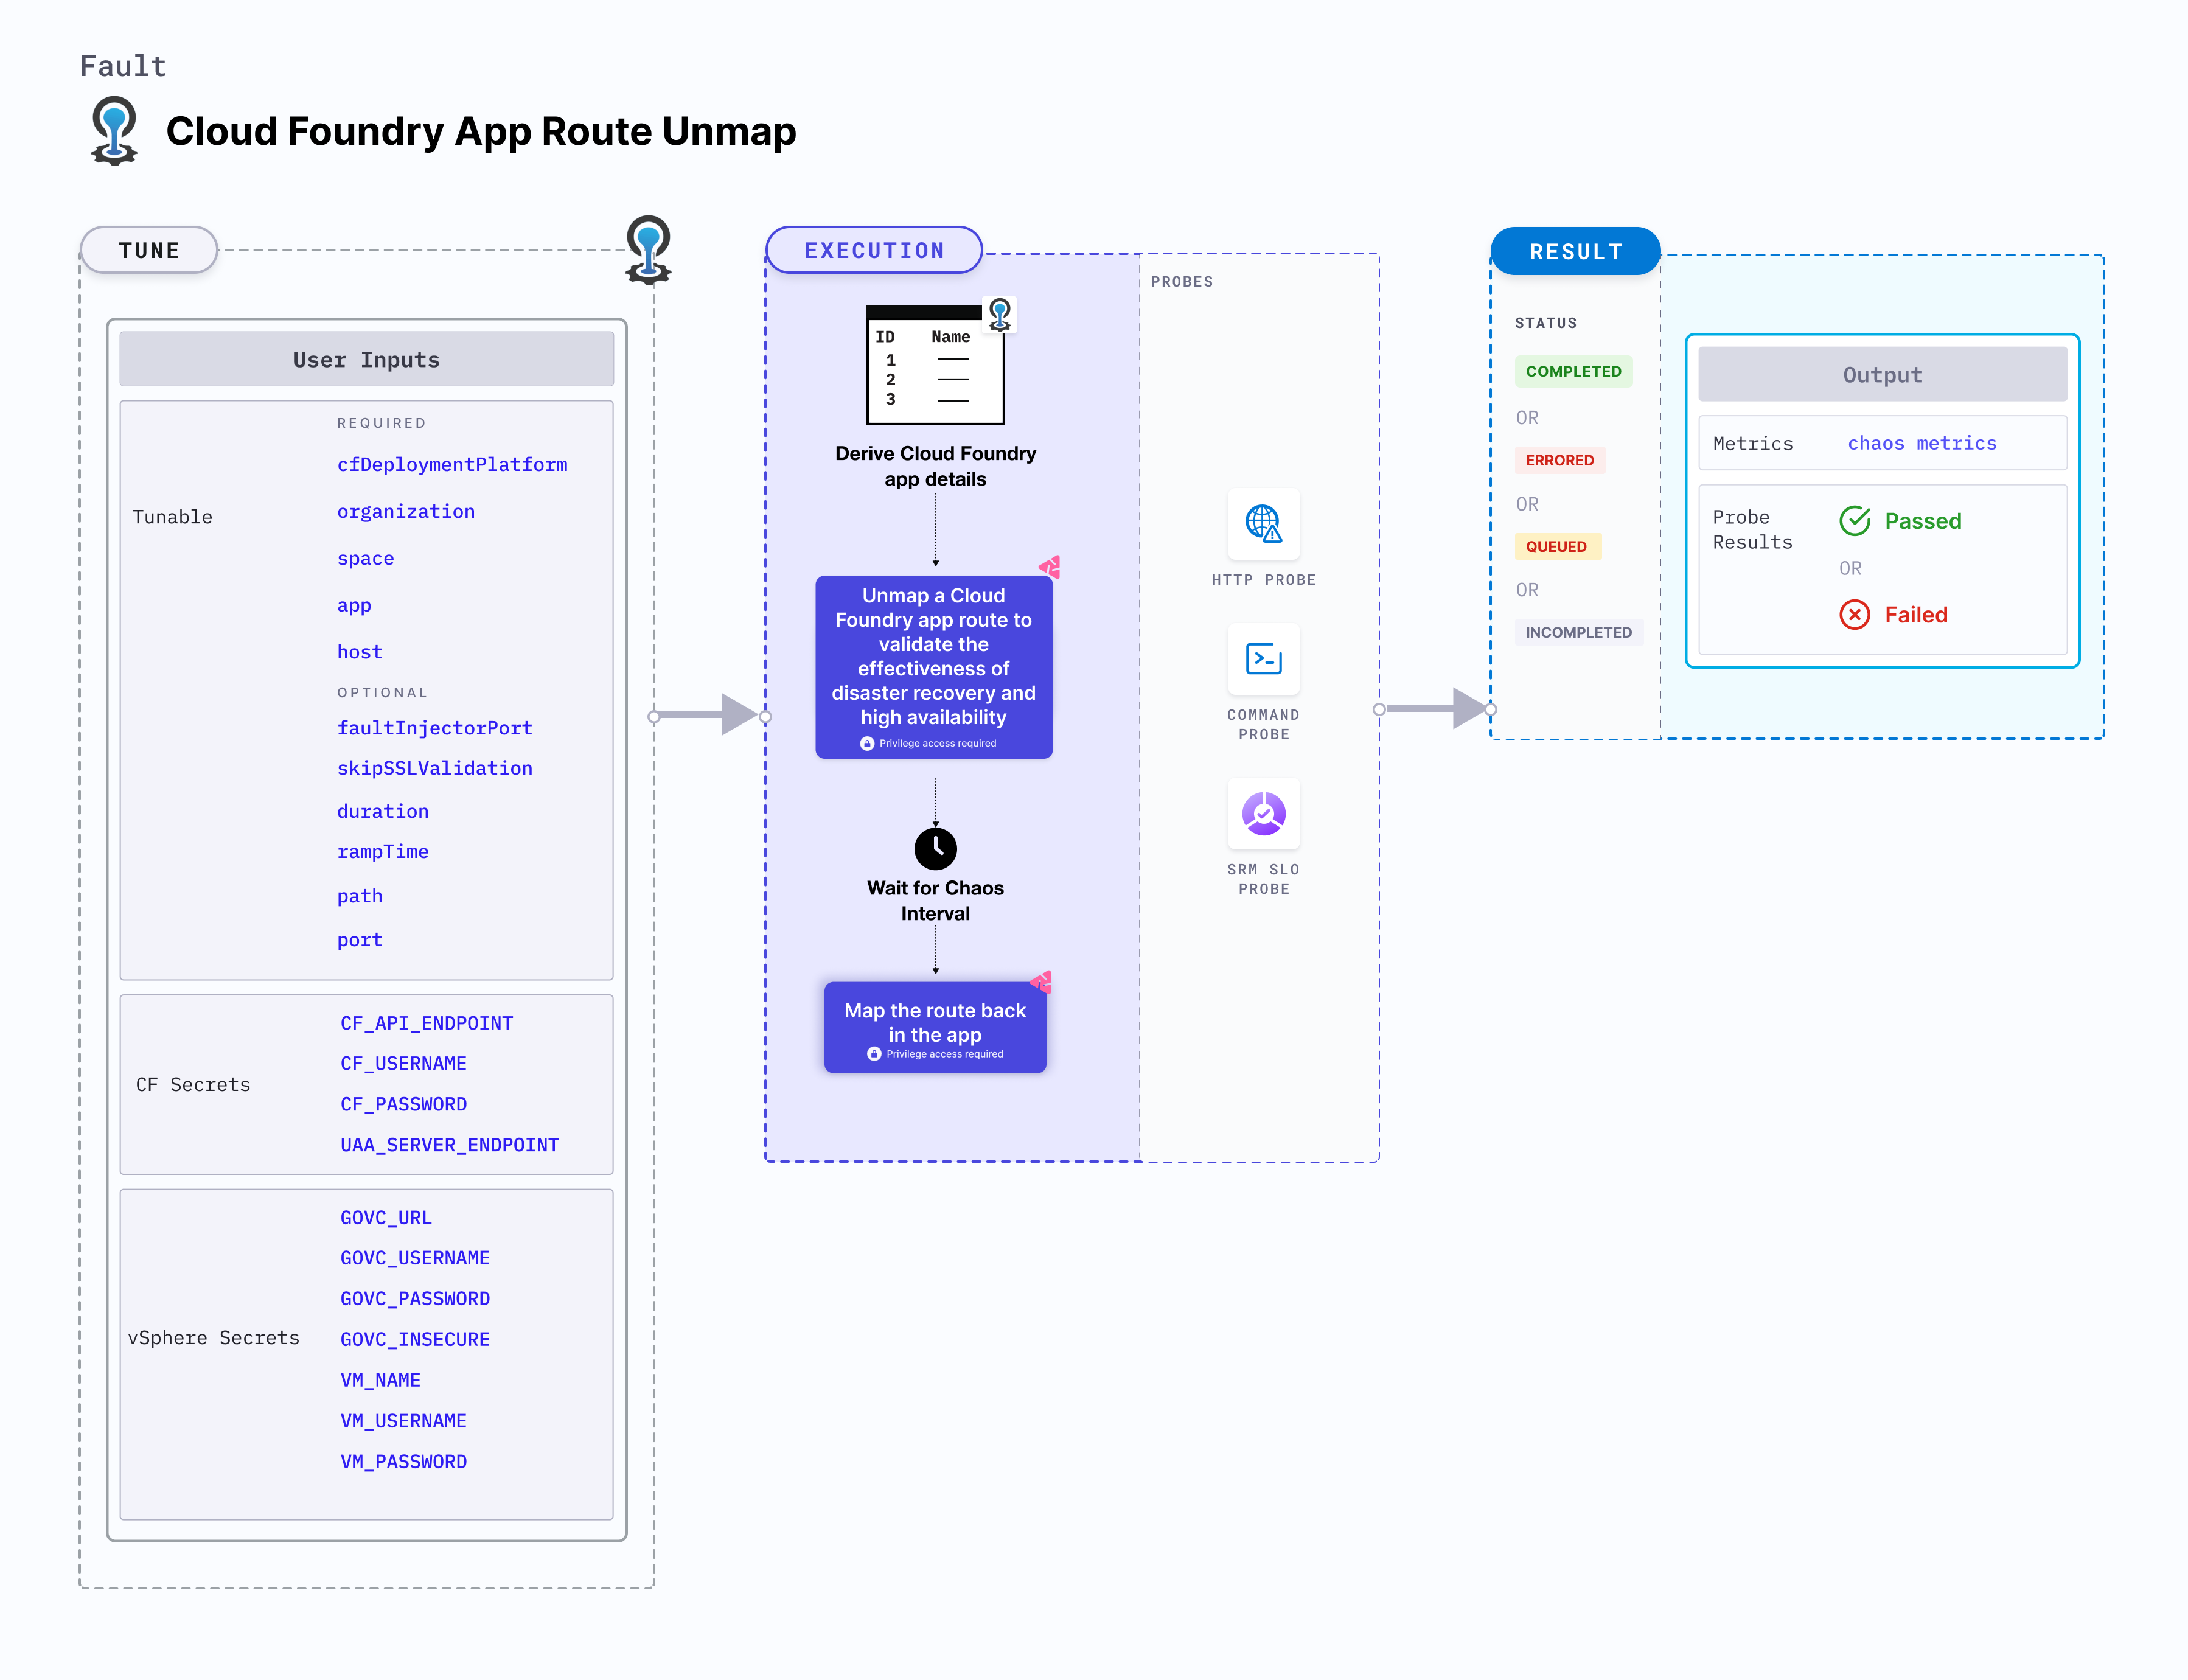 Fault
Cloud Foundry App Route Unmap
TUNE
User Inputs
Tunable
REQUIRED
cfDeploymentPlatform
organization
space
app
host
OPTIONAL
faultInjectorPort
skipSSLValidation
duration
rampTime
path
port
CF Secrets
CF_API_ENDPOINT
CF_USERNAME
CF_PASSWORD
UAA_SERVER_ENDPOINT
vSphere Secrets
GOVC_URL
GOVC_USERNAME
GOVC_PASSWORD
GOVC_INSECURE
VM_NAME
VM_USERNAME
VM_PASSWORD
EXECUTION
ID Name
1
2
3
Derive Cloud Foundry
app details
Unmap a Cloud
Foundry app route to
validate the
effectiveness of
disaster recovery and
high availability
Privilege access required
Wait for Chaos
Interval
Map the route back
in the app
Privilege access required
PROBES
HTTP PROBE
COMMAND
PROBE
SRM SLO
PROBE
RESULT
STATUS
COMPLETED
OR
ERRORED
OR
QUEUED
OR
INCOMPLETED
Output
Metrics chaos metrics
Probe
Results
Passed
OR
Failed